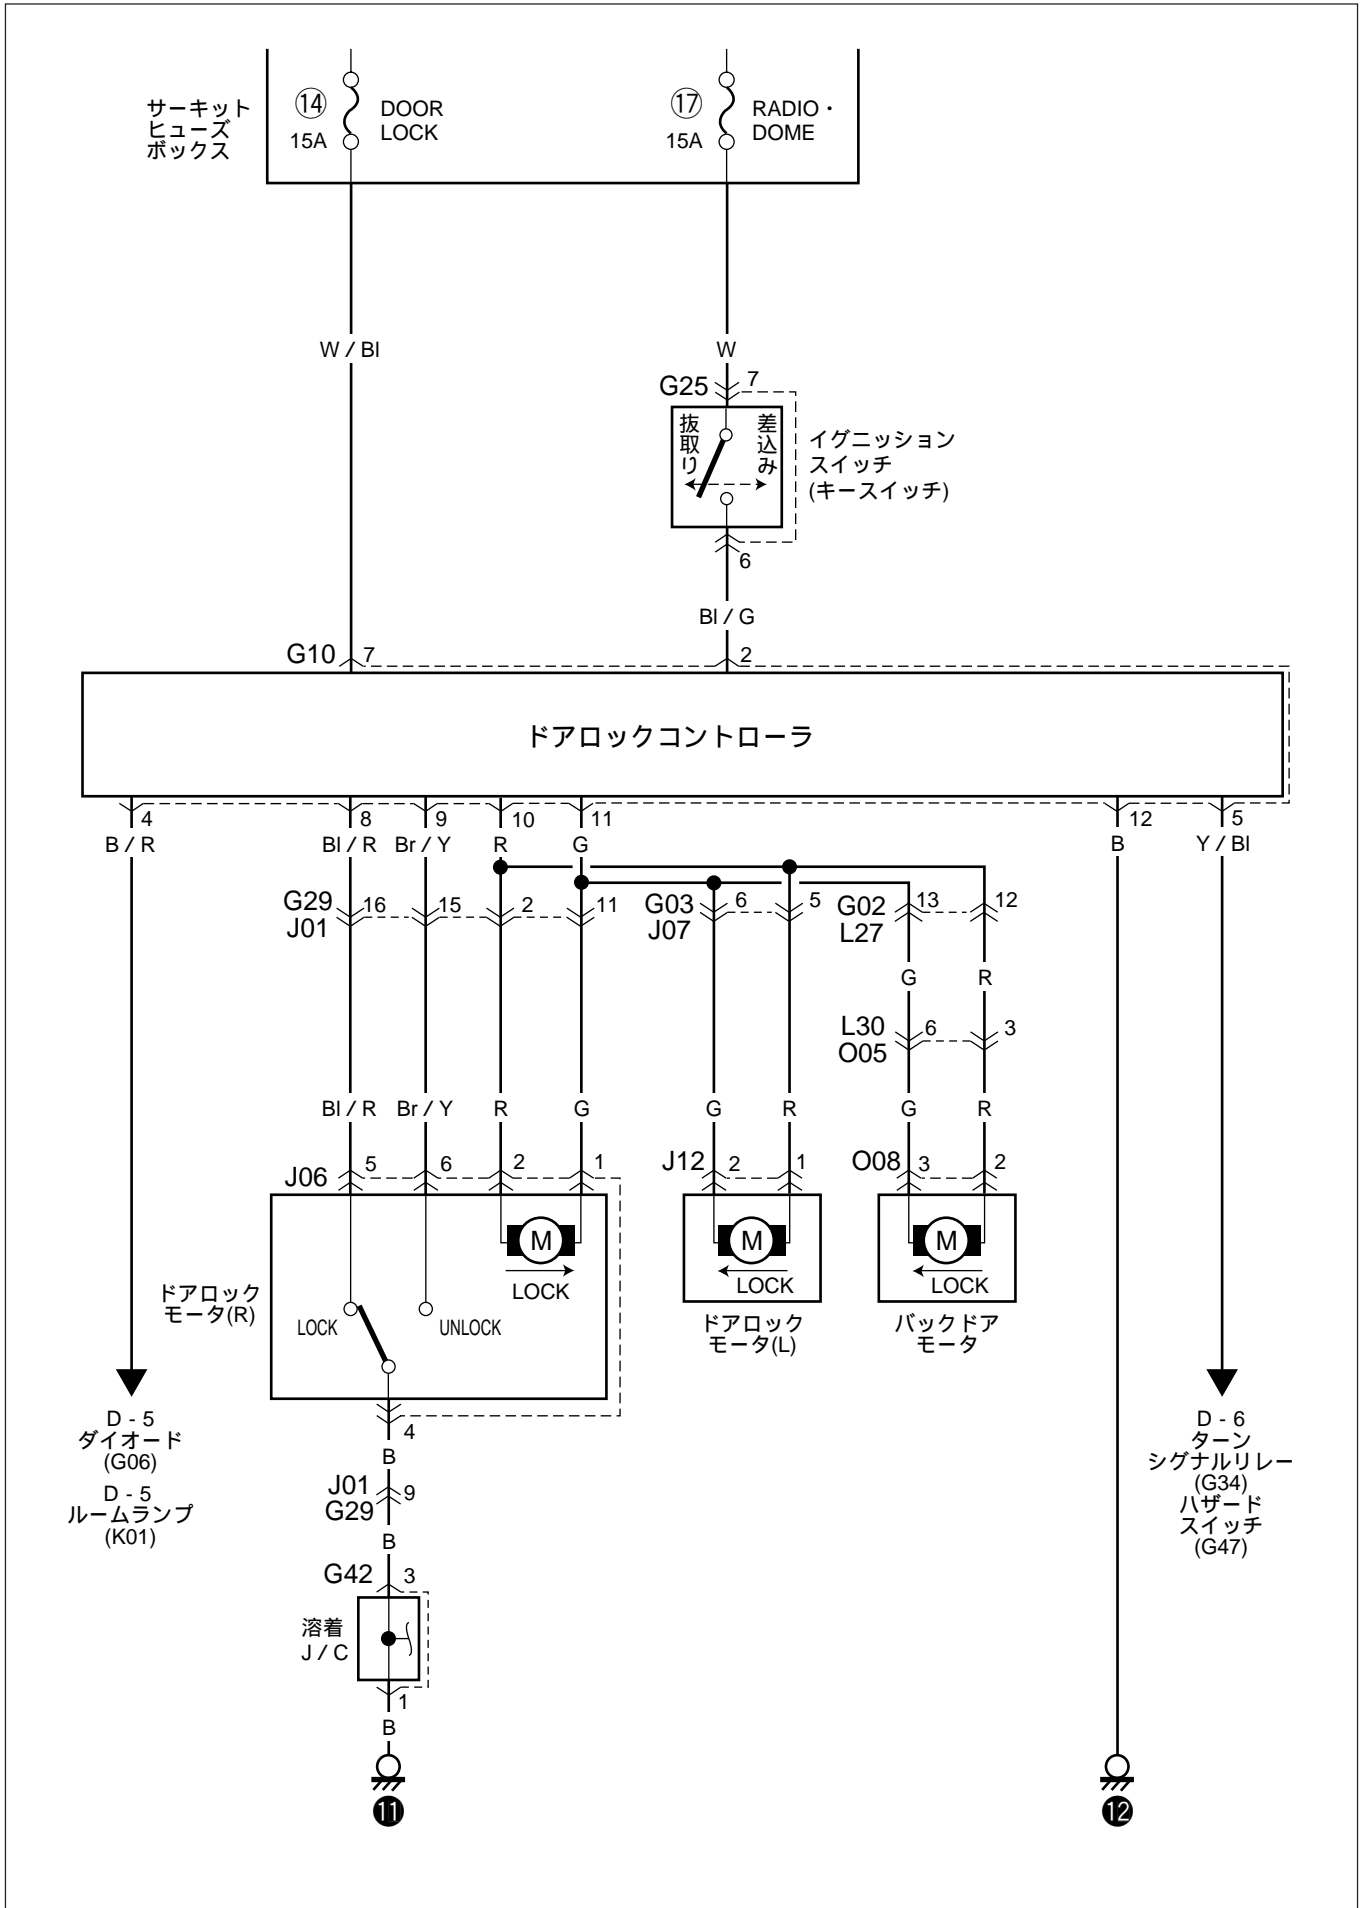 サーキット
ヒューズ
ボックス
⑭
15A
DOOR
LOCK
⑰
15A
RADIO・
DOME
W / Bl
W
G25
7
抜取り
差込み
イグニッション
スイッチ
(キースイッチ)
6
Bl / G
G10
7
2
ドアロックコントローラ
4
8
9
10
11
12
5
B / R
Bl / R
Br / Y
R
G
B
Y / Bl
G29
J01
16
15
2
11
G03
J07
6
5
G02
L27
13
12
G
R
L30
O05
6
3
Bl / R
Br / Y
R
G
G
R
G
R
J06
5
6
2
1
J12
2
1
O08
3
2
M
LOCK
M
LOCK
M
LOCK
ドアロック
モータ(R)
LOCK
UNLOCK
ドアロック
モータ(L)
バックドア
モータ
4
B
D - 5
ダイオード
(G06)
D - 5
ルームランプ
(K01)
D - 6
ターン
シグナルリレー
(G34)
ハザード
スイッチ
(G47)
J01
G29
9
B
G42
3
溶着
J / C
1
B
⓫
⓬